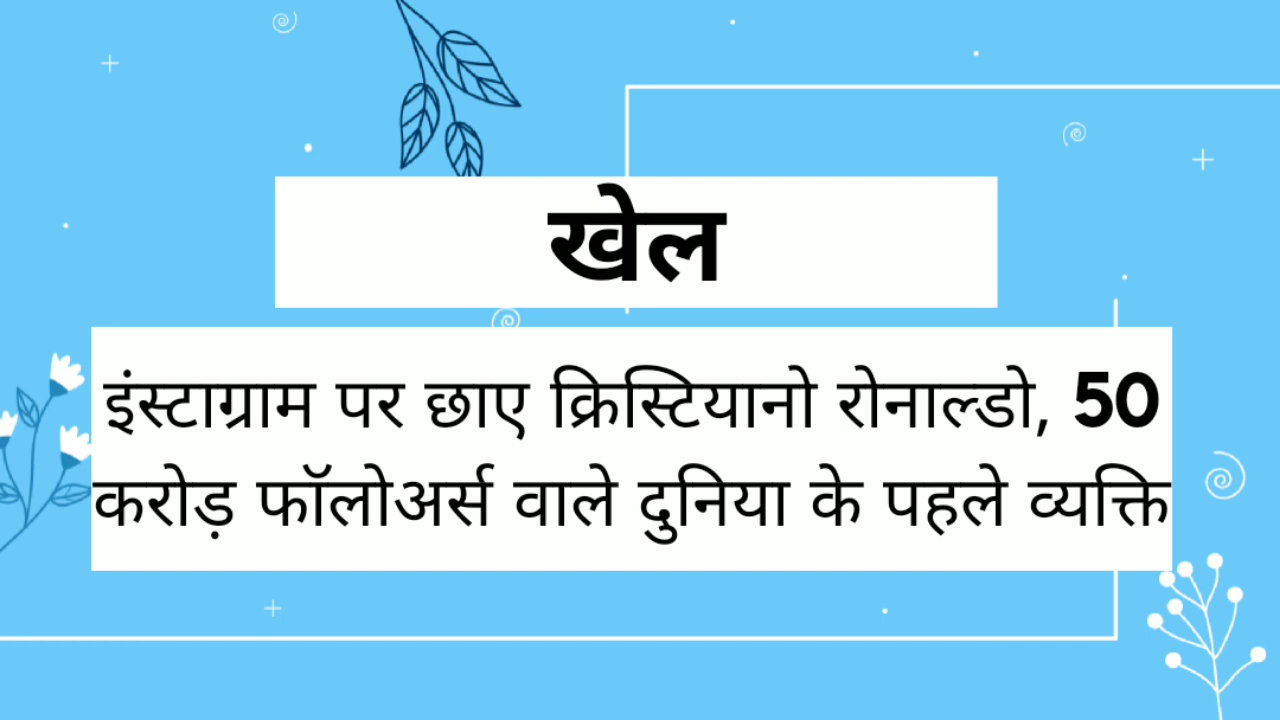 खेल
इंस्टाग्राम पर छाए क्रिस्टियानो रोनाल्डो, 50
करोड़ फॉलोअर्स वाले दुनिया के पहले व्यक्ति